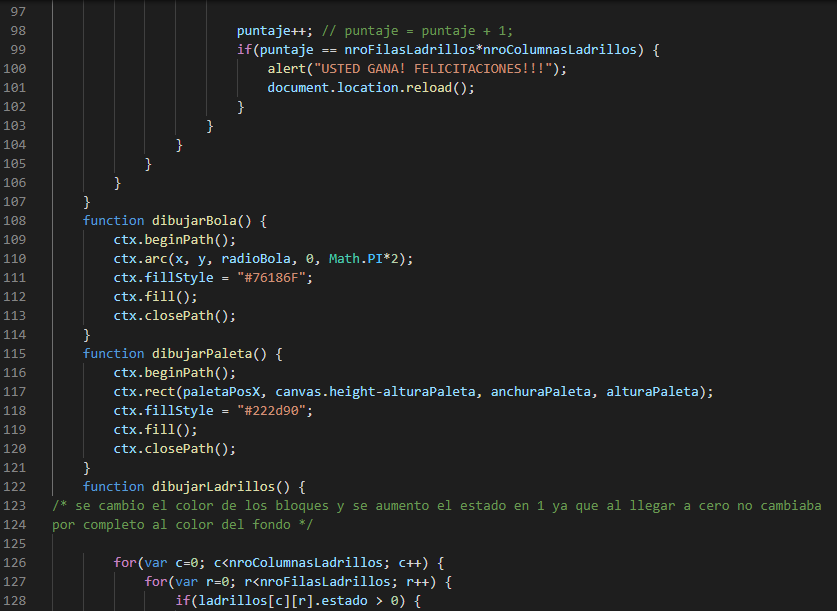 97
98 puntaje++; // puntaje = puntaje + 1;
99 if(puntaje == nroFilasLadrillos*nroColumnasLadrillos) {
100 alert("USTED GANA! FELICITACIONES!!!");
101 document.location.reload();
102 }
103 }
104 }
105 }
106 }
107 }
108 function dibujarBola() {
109 ctx.beginPath();
110 ctx.arc(x, y, radioBola, 0, Math.PI*2);
111 ctx.fillStyle = "#76186F";
112 ctx.fill();
113 ctx.closePath();
114 }
115 function dibujarPaleta() {
116 ctx.beginPath();
117 ctx.rect(paletaPosX, canvas.height-alturaPaleta, anchuraPaleta, alturaPaleta);
118 ctx.fillStyle = "#222d90";
119 ctx.fill();
120 ctx.closePath();
121 }
122 function dibujarLadrillos() {
123 /* se cambio el color de los bloques y se aumento el estado en 1 ya que al llegar a cero no cambiaba
124 por completo al color del fondo */
125
126 for(var c=0; c<nroColumnasLadrillos; c++) {
127 for(var r=0; r<nroFilasLadrillos; r++) {
128 if(ladrillos[c][r].estado > 0) {